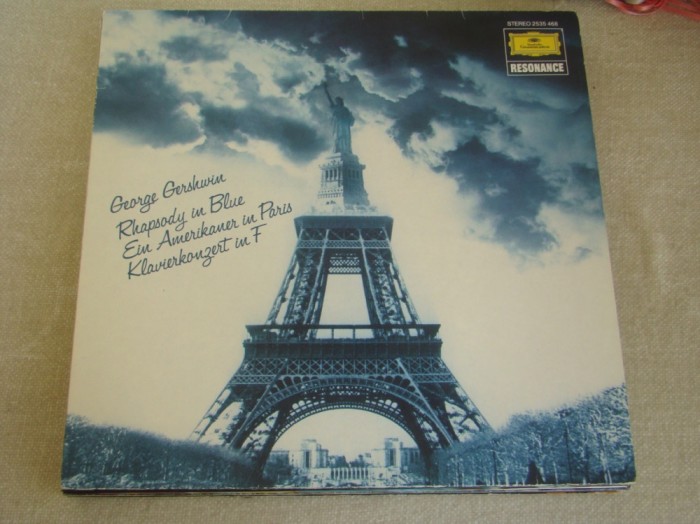 STEREO 2535 468
RESONANCE
George Gershwin
Rhapsody in Blue
Ein Amerikaner in Paris
Klavierkonzert in F